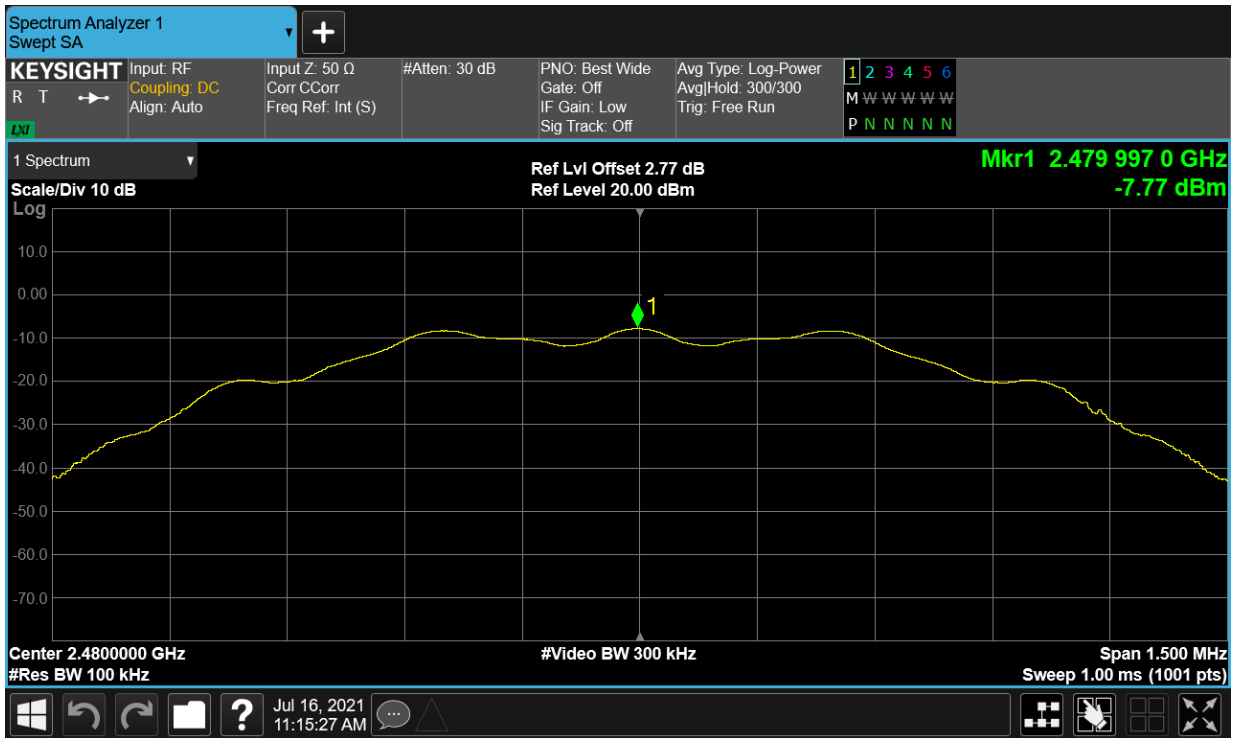 Spectrum Analyzer 1
Swept SA
KEYSIGHT
R T
LXI
Input: RF
Coupling: DC
Align: Auto
Input Z: 50 Ω
Corr CCorr
Freq Ref: Int (S)
#Atten: 30 dB
PNO: Best Wide
Gate: Off
IF Gain: Low
Sig Track: Off
Avg Type: Log-Power
Avg|Hold: 300/300
Trig: Free Run
1 2 3 4 5 6
M W W W W W
P N N N N N
1 Spectrum
Scale/Div 10 dB
Log
Ref Lvl Offset 2.77 dB
Ref Level 20.00 dBm
Mkr1 2.479 997 0 GHz
-7.77 dBm
10.0
0.00
1
-10.0
-20.0
-30.0
-40.0
-50.0
-60.0
-70.0
Center 2.4800000 GHz
#Video BW 300 kHz
Span 1.500 MHz
#Res BW 100 kHz
Sweep 1.00 ms (1001 pts)
?
Jul 16, 2021
11:15:27 AM